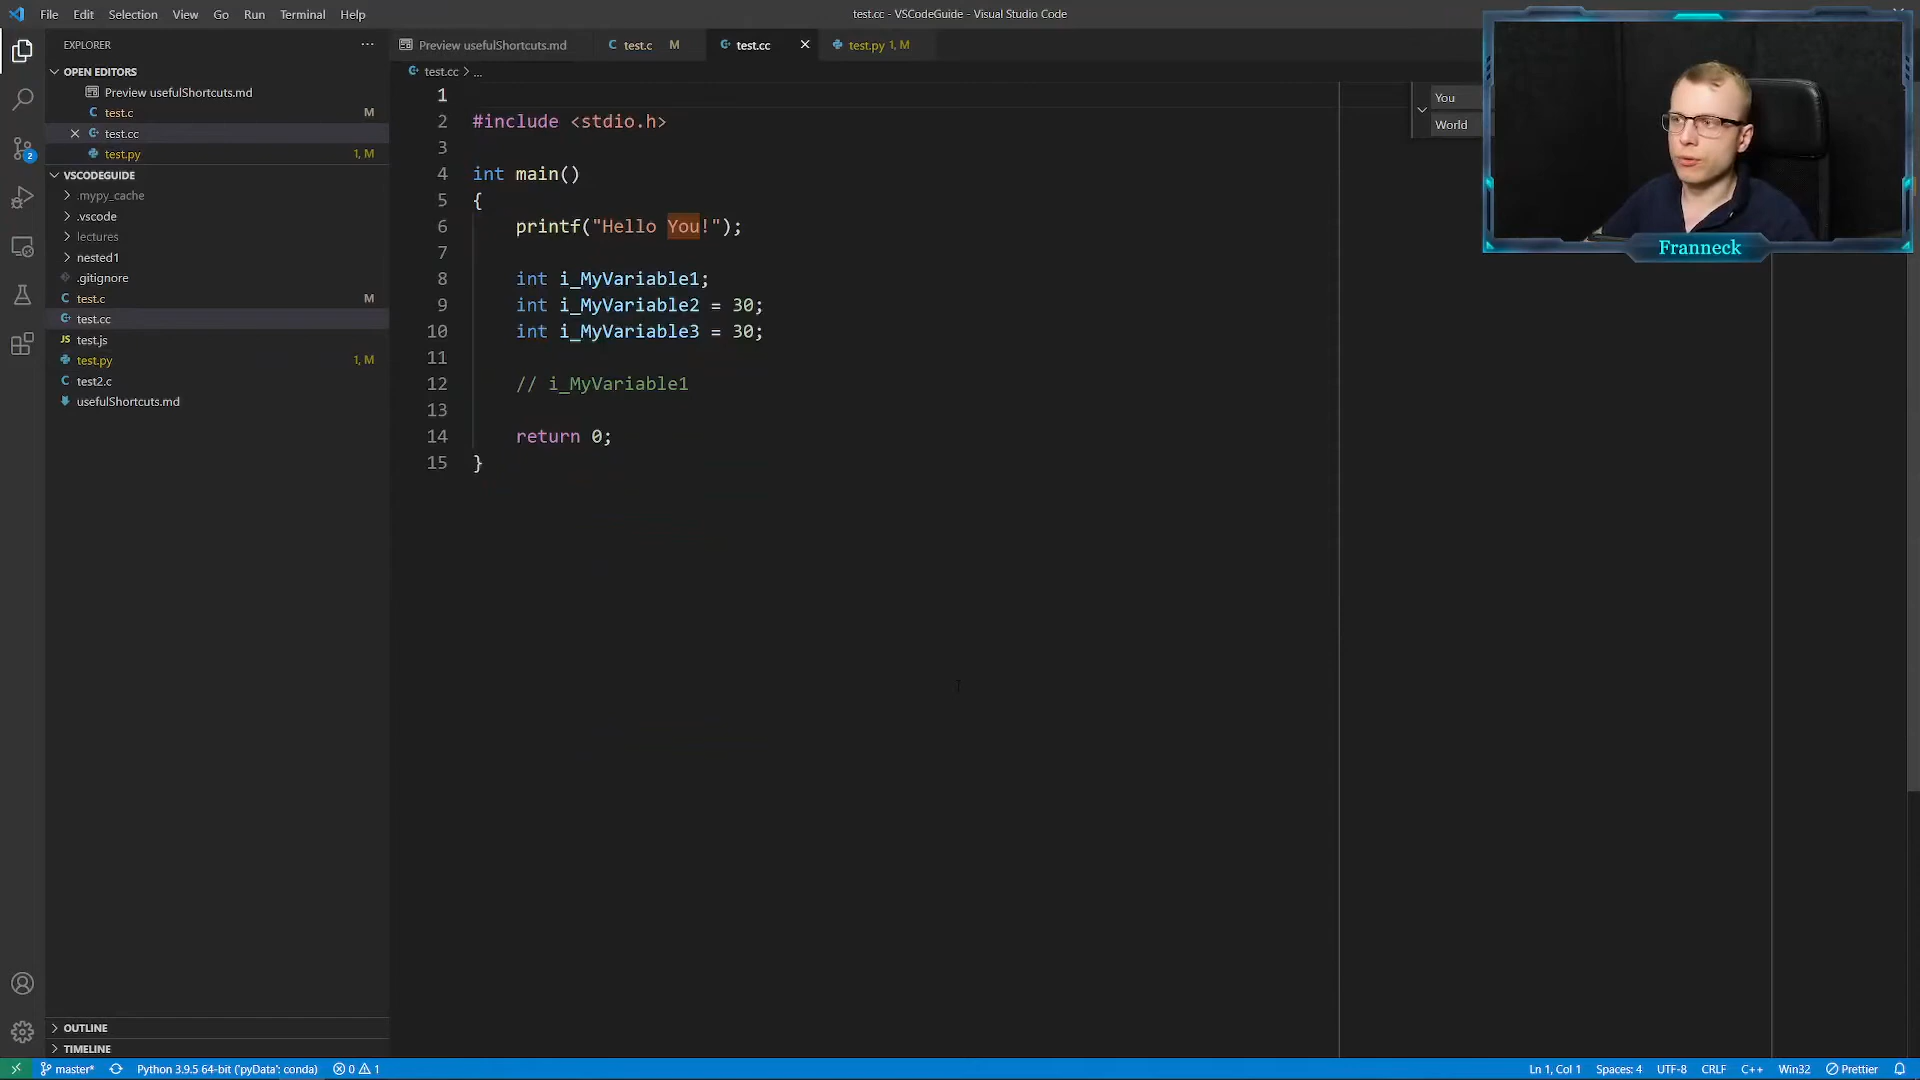 File Edit Selection View Go Run Terminal Help
test.cc - VSCodeGuide - Visual Studio Code
EXPLORER ···
OPEN EDITORS
Preview usefulShortcuts.md
test.c M
test.cc
test.py 1, M
VSCODEGUIDE
.mypy_cache
.vscode
lectures
nested1
.gitignore
test.c M
test.cc
JS test.js
test.py 1, M
test2.c
usefulShortcuts.md
OUTLINE
TIMELINE
Preview usefulShortcuts.md test.c M test.cc test.py 1, M
test.cc > ...
1
2 #include <stdio.h>
3
4 int main()
5 {
6 printf("Hello You!");
7
8 int i_MyVariable1;
9 int i_MyVariable2 = 30;
10 int i_MyVariable3 = 30;
11
12 // i_MyVariable1
13
14 return 0;
15 }
You
World
Franneck
2
master* Python 3.9.5 64-bit ('pyData': conda) 0 1
Ln 1, Col 1 Spaces: 4 UTF-8 CRLF C++ Win32 Prettier